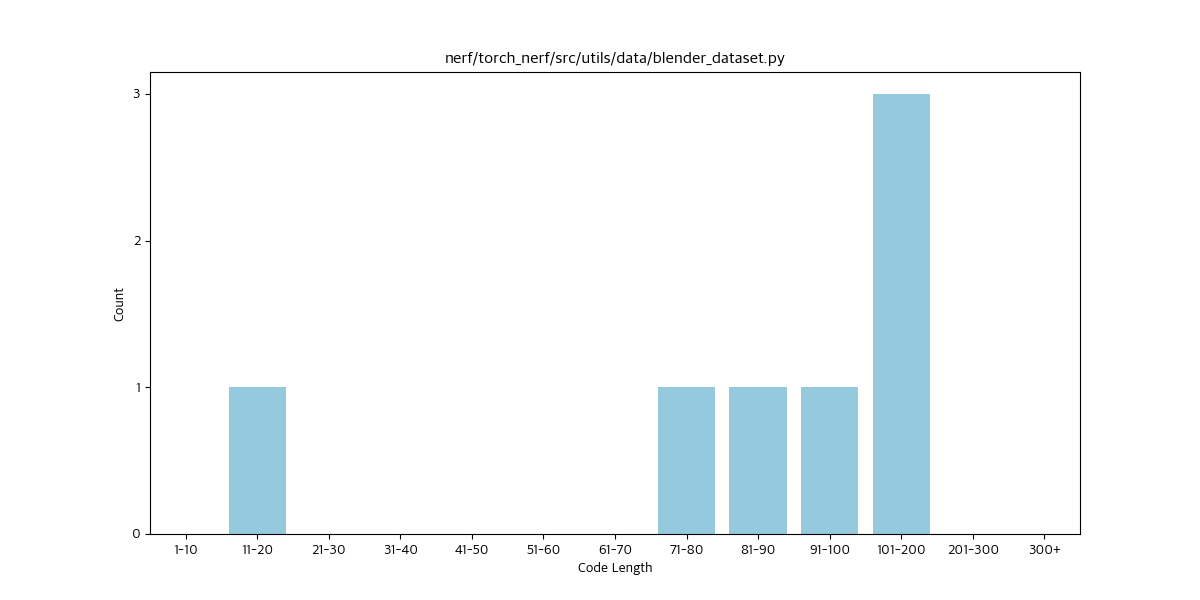 nerf/torch_nerf/src/utils/data/blender_dataset.py
3
2
1
0
Count
1-10 11-20 21-30 31-40 41-50 51-60 61-70 71-80 81-90 91-100 101-200 201-300 300+
Code Length